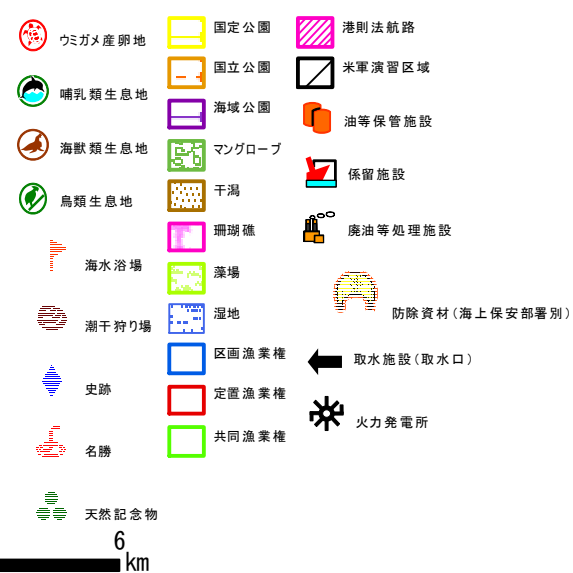 ウミガメ産卵地
哺乳類生息地
海獣類生息地
鳥類生息地
海水浴場
潮干狩り場
史跡
名勝
天然記念物
国定公園
国立公園
海域公園
マングローブ
干潟
珊瑚礁
藻場
湿地
区画漁業権
定置漁業権
共同漁業権
港則法航路
米軍演習区域
油等保管施設
係留施設
廃油等処理施設
防除資材(海上保安部署別)
取水施設(取水口)
火力発電所
6
km